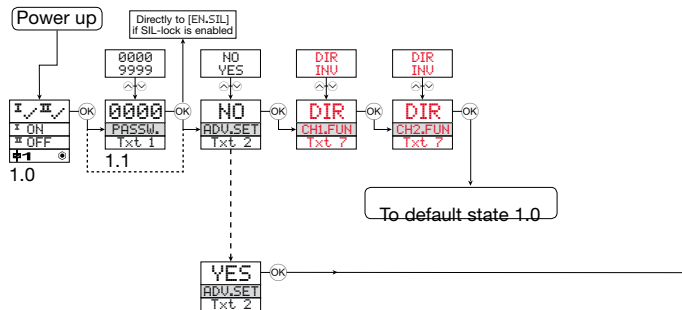 Power up
Directly to [EN.SIL]
if SIL-lock is enabled
0000
9999
NO
YES
DIR
INV
DIR
INV
I II
I ON
II OFF
1
1.0
OK
0000
PASSW.
Txt 1
1.1
OK
NO
ADV.SET
Txt 2
OK
DIR
CH1.FUN
Txt 7
OK
DIR
CH2.FUN
Txt 7
OK
To default state 1.0
YES
ADV.SET
Txt 2
OK